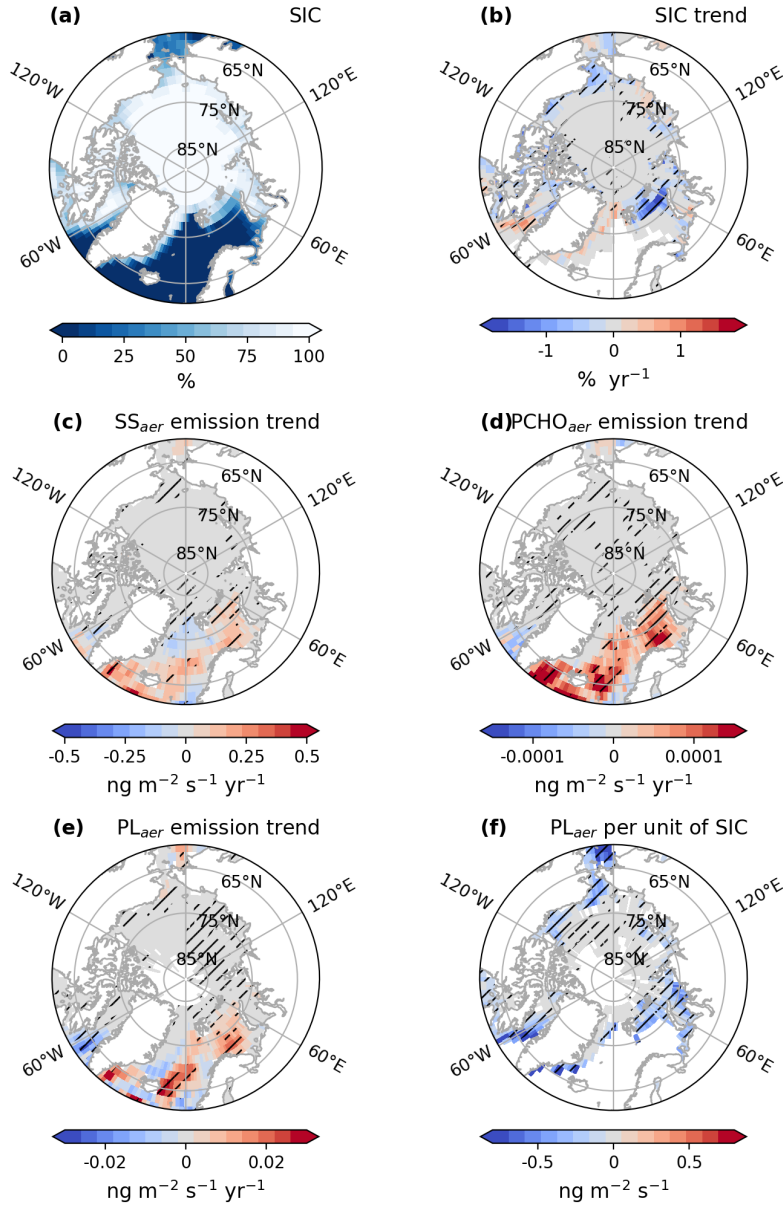 (a) SIC
(b) SIC trend
120°W 65°N 120°E
75°N
85°N
60°W 60°E
120°W 65°N 120°E
75°N
85°N
60°W 60°E
0 25 50 75 100
%
-1 0 1
% yr⁻¹
(c) SSaer emission trend
(d) PCHOaer emission trend
120°W 65°N 120°E
75°N
85°N
60°W 60°E
120°W 65°N 120°E
75°N
85°N
60°W 60°E
-0.5 -0.25 0 0.25 0.5
ng m⁻² s⁻¹ yr⁻¹
-0.0001 0 0.0001
ng m⁻² s⁻¹ yr⁻¹
(e) PLaer emission trend
(f) PLaer per unit of SIC
120°W 65°N 120°E
75°N
85°N
60°W 60°E
120°W 65°N 120°E
75°N
85°N
60°W 60°E
-0.02 0 0.02
ng m⁻² s⁻¹ yr⁻¹
-0.5 0 0.5
ng m⁻² s⁻¹